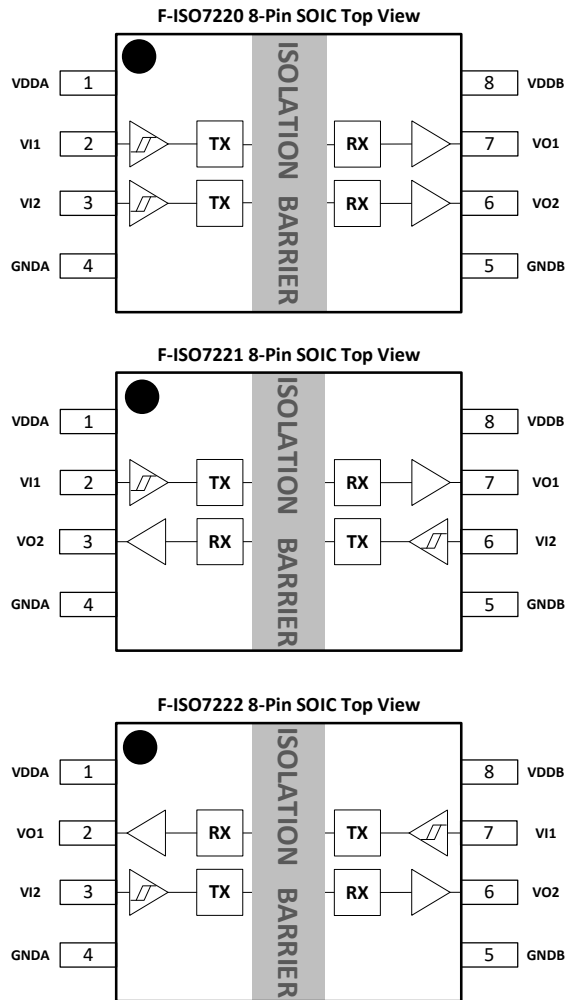 F-ISO7220 8-Pin SOIC Top View
VDDA 1 8 VDDB
VI1 2 TX RX 7 VO1
VI2 3 TX RX 6 VO2
GNDA 4 5 GNDB
ISOLATION BARRIER
F-ISO7221 8-Pin SOIC Top View
VDDA 1 8 VDDB
VI1 2 TX RX 7 VO1
VO2 3 RX TX 6 VI2
GNDA 4 5 GNDB
ISOLATION BARRIER
F-ISO7222 8-Pin SOIC Top View
VDDA 1 8 VDDB
VO1 2 RX TX 7 VI1
VI2 3 TX RX 6 VO2
GNDA 4 5 GNDB
ISOLATION BARRIER